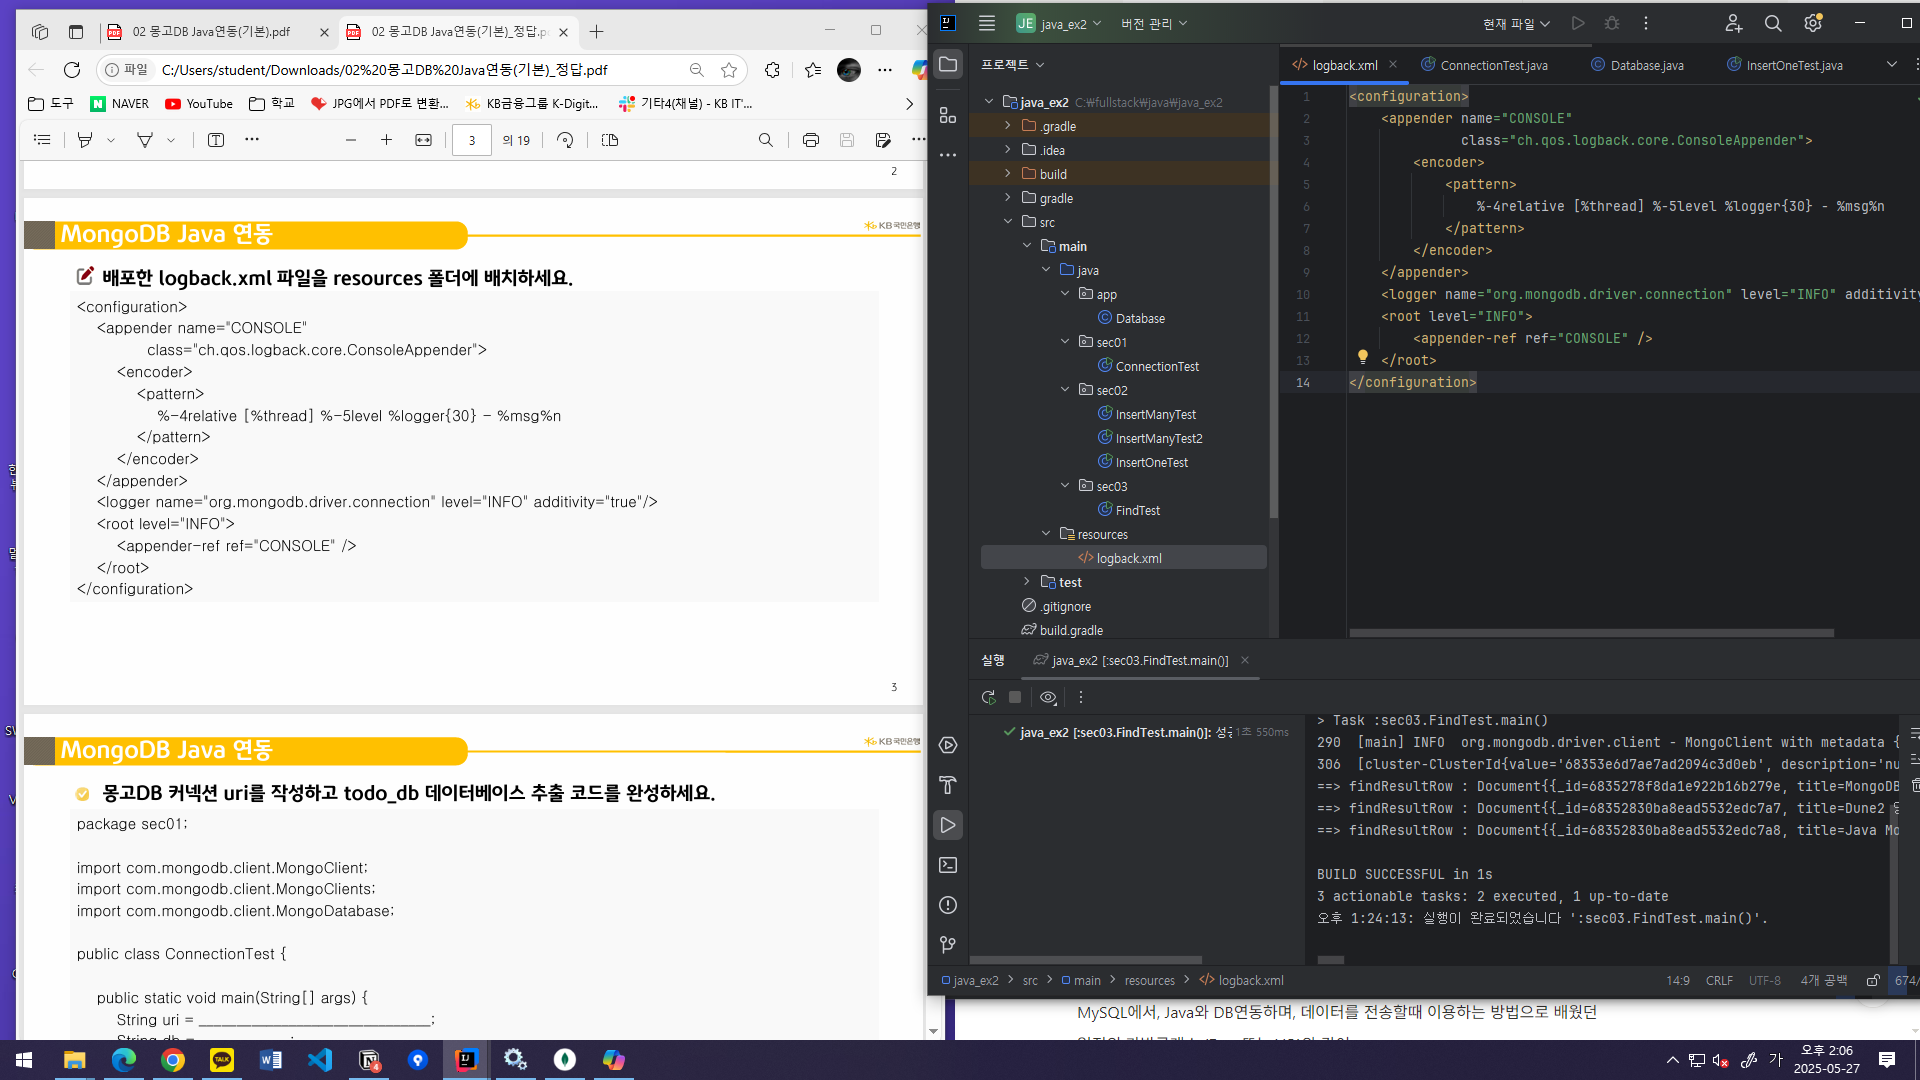 02 몽고DB Java연동(기본).pdf
02 몽고DB Java연동(기본)_정답.p
파일
C:/Users/student/Downloads/02%20몽고DB%20Java연동(기본)_정답.pdf
도구
NAVER
YouTube
학교
JPG에서 PDF로 변환...
KB금융그룹 K-Digit...
기타4(채널) - KB IT'...
3
의 19
2
MongoDB Java 연동
KB국민은행
배포한 logback.xml 파일을 resources 폴더에 배치하세요.
<configuration>
<appender name="CONSOLE"
class="ch.qos.logback.core.ConsoleAppender">
<encoder>
<pattern>
%-4relative [%thread] %-5level %logger{30} - %msg%n
</pattern>
</encoder>
</appender>
<logger name="org.mongodb.driver.connection" level="INFO" additivity="true"/>
<root level="INFO">
<appender-ref ref="CONSOLE" />
</root>
</configuration>
3
MongoDB Java 연동
KB국민은행
몽고DB 커넥션 uri를 작성하고 todo_db 데이터베이스 추출 코드를 완성하세요.
package sec01;
import com.mongodb.client.MongoClient;
import com.mongodb.client.MongoClients;
import com.mongodb.client.MongoDatabase;
public class ConnectionTest {
public static void main(String[] args) {
String uri = ______________________________;
String db = ____________;
JE
java_ex2
버전 관리
현재 파일
프로젝트
java_ex2 C:₩fullstack₩java₩java_ex2
.gradle
.idea
build
gradle
src
main
java
app
Database
sec01
ConnectionTest
sec02
InsertManyTest
InsertManyTest2
InsertOneTest
sec03
FindTest
resources
logback.xml
test
.gitignore
build.gradle
logback.xml
ConnectionTest.java
Database.java
InsertOneTest.java
1 <configuration>
2 <appender name="CONSOLE"
3 class="ch.qos.logback.core.ConsoleAppender">
4 <encoder>
5 <pattern>
6 %-4relative [%thread] %-5level %logger{30} - %msg%n
7 </pattern>
8 </encoder>
9 </appender>
10 <logger name="org.mongodb.driver.connection" level="INFO" additivity
11 <root level="INFO">
12 <appender-ref ref="CONSOLE" />
13 </root>
14 </configuration>
실행
java_ex2 [:sec03.FindTest.main()]
java_ex2 [:sec03.FindTest.main()]: 성공 1초 550ms
> Task :sec03.FindTest.main()
290 [main] INFO org.mongodb.driver.client - MongoClient with metadata {
306 [cluster-ClusterId{value='68353e6d7ae7ad2094c3d0eb', description='nu
==> findResultRow : Document{{_id=6835278f8da1e922b16b279e, title=MongoDB
==> findResultRow : Document{{_id=68352830ba8ead5532edc7a7, title=Dune2
==> findResultRow : Document{{_id=68352830ba8ead5532edc7a8, title=Java Mo
BUILD SUCCESSFUL in 1s
3 actionable tasks: 2 executed, 1 up-to-date
오후 1:24:13: 실행이 완료되었습니다 ':sec03.FindTest.main()'.
java_ex2 > src > main > resources > logback.xml
14:9
CRLF
UTF-8
4개 공백
674/
MySQL에서, Java와 DB연동하며, 데이터를 전송할때 이용하는 방법으로 배웠던
TALK
4
가
오후 2:06
2025-05-27